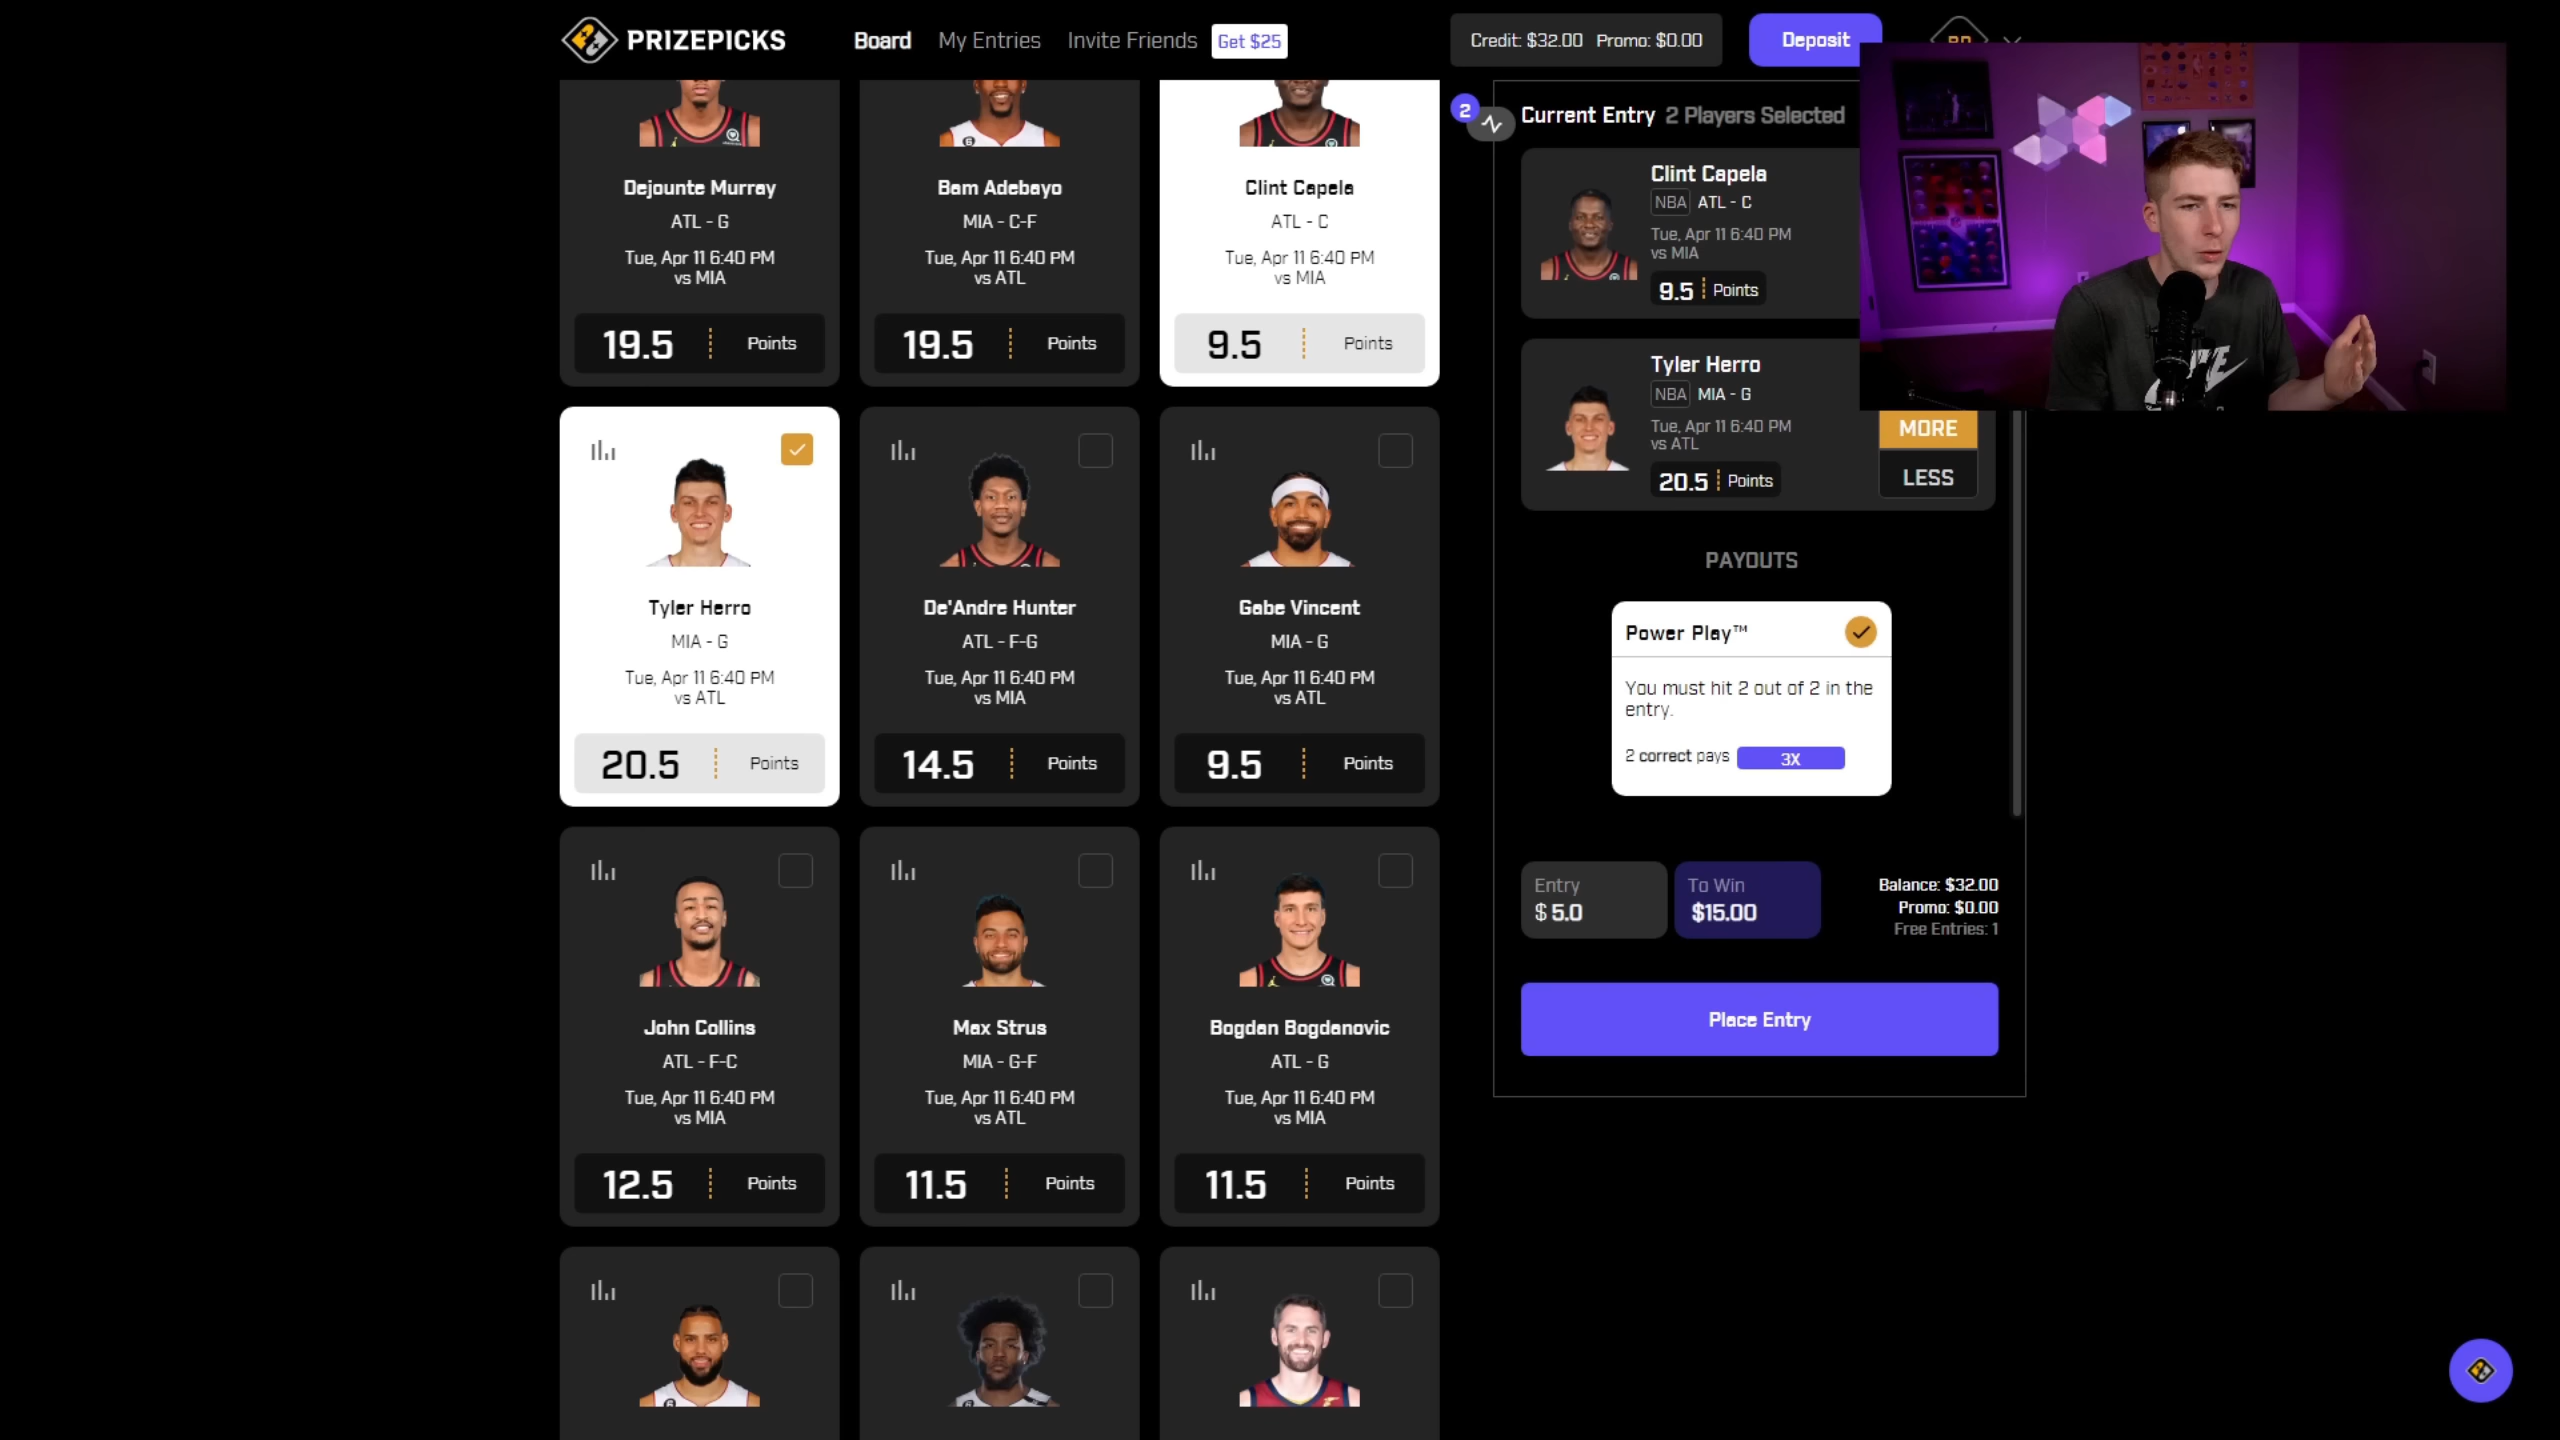 PRIZEPICKS
Board
My Entries
Invite Friends
Get $25
Credit: $32.00 Promo: $0.00
Deposit
Dejounte Murray
ATL - G
Tue, Apr 11 6:40 PM
vs MIA
19.5
Points
Bam Adebayo
MIA - C-F
Tue, Apr 11 6:40 PM
vs ATL
19.5
Points
Clint Capela
ATL - C
Tue, Apr 11 6:40 PM
vs MIA
9.5
Points
Tyler Herro
MIA - G
Tue, Apr 11 6:40 PM
vs ATL
20.5
Points
De'Andre Hunter
ATL - F-G
Tue, Apr 11 6:40 PM
vs MIA
14.5
Points
Gabe Vincent
MIA - G
Tue, Apr 11 6:40 PM
vs ATL
9.5
Points
John Collins
ATL - F-C
Tue, Apr 11 6:40 PM
vs MIA
12.5
Points
Max Strus
MIA - G-F
Tue, Apr 11 6:40 PM
vs ATL
11.5
Points
Bogdan Bogdanovic
ATL - G
Tue, Apr 11 6:40 PM
vs MIA
11.5
Points
2
Current Entry 2 Players Selected
Clint Capela
NBA ATL - C
Tue, Apr 11 6:40 PM
vs MIA
9.5 Points
Tyler Herro
NBA MIA - G
Tue, Apr 11 6:40 PM
vs ATL
20.5 Points
MORE
LESS
PAYOUTS
Power Play™
You must hit 2 out of 2 in the
entry.
2 correct pays 3X
Entry
$ 5.0
To Win
$15.00
Balance: $32.00
Promo: $0.00
Free Entries: 1
Place Entry